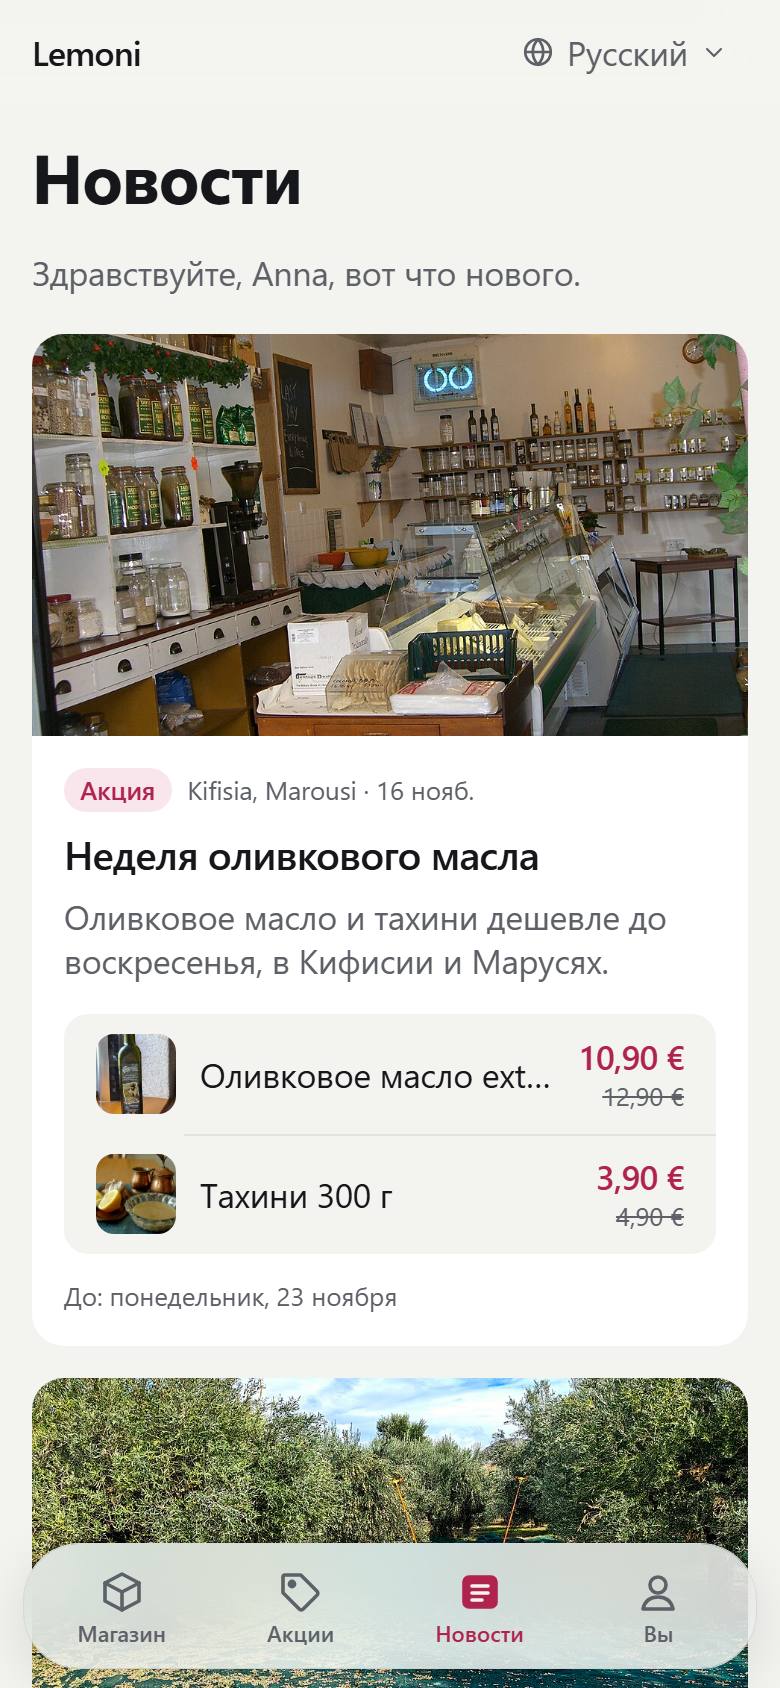 Lemoni
Русский
Новости
Здравствуйте, Anna, вот что нового.
LAST
DAY
Акция
Kifisia, Marousi · 16 нояб.
Неделя оливкового масла
Оливковое масло и тахини дешевле до
воскресенья, в Кифисии и Марусях.
Оливковое масло ext...
10,90 €
12,90 €
Тахини 300 г
3,90 €
4,90 €
До: понедельник, 23 ноября
Магазин
Акции
Новости
Вы